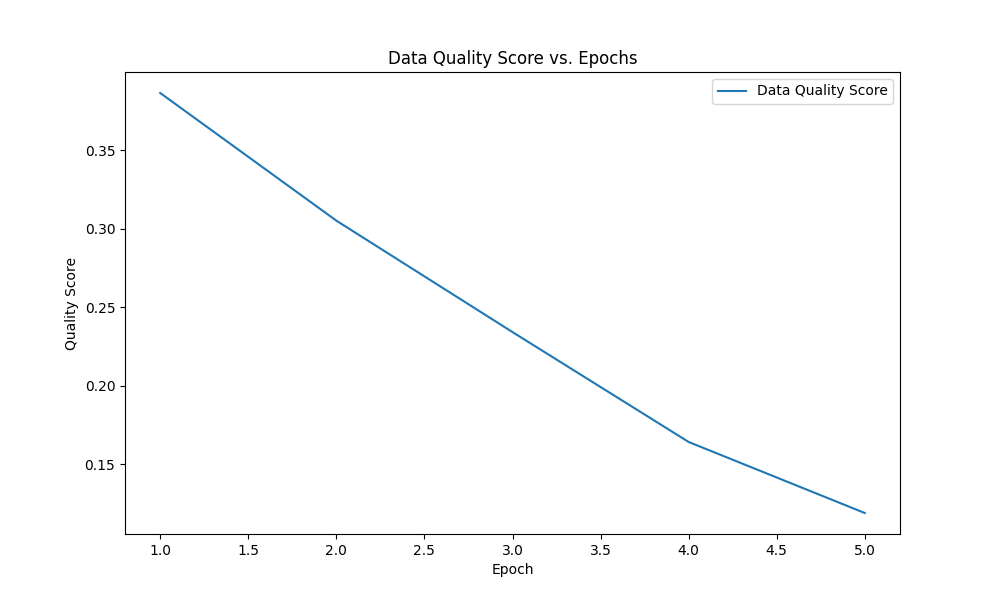 Data Quality Score vs. Epochs
Data Quality Score
0.35
0.30
0.25
0.20
0.15
Quality Score
1.0 1.5 2.0 2.5 3.0 3.5 4.0 4.5 5.0
Epoch